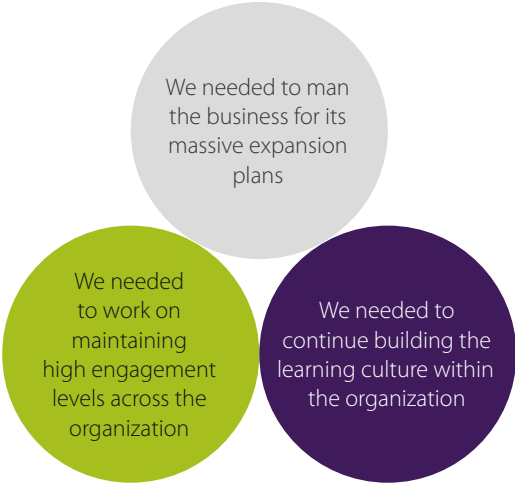 We needed to man
the business for its
massive expansion
plans
We needed
to work on
maintaining
high engagement
levels across the
organization
We needed to
continue building the
learning culture within
the organization